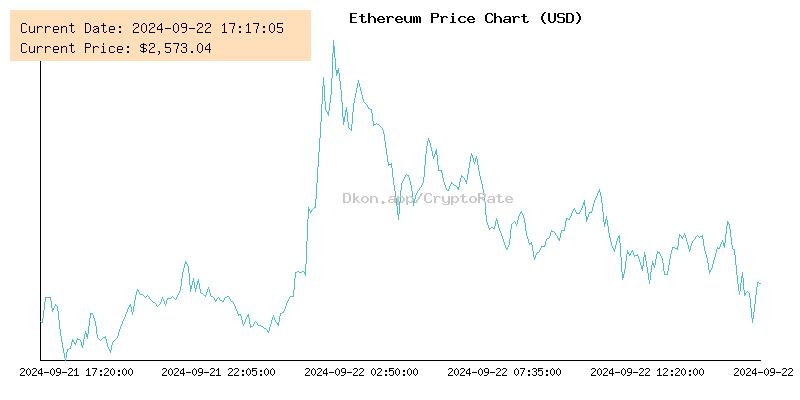 Ethereum Price Chart (USD)
Current Date: 2024-09-22 17:17:05
Current Price: $2,573.04
Dkon.app/CryptoRate
2024-09-21 17:20:00 2024-09-21 22:05:00 2024-09-22 02:50:00 2024-09-22 07:35:00 2024-09-22 12:20:00 2024-09-22